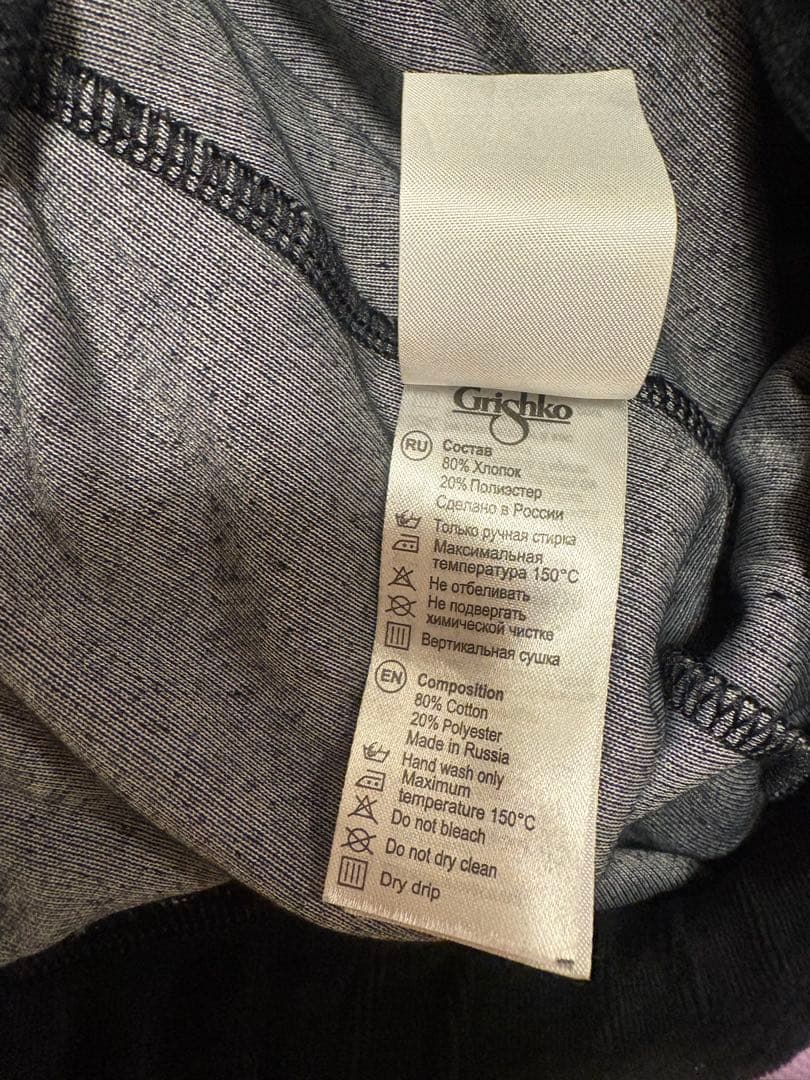 Grishko
RU Состав
80% Хлопок
20% Полиэстер
Сделано в России
Только ручная стирка
Максимальная
температура 150°C
Не отбеливать
Не подвергать
химической чистке
Вертикальная сушка
EN Composition
80% Cotton
20% Polyester
Made in Russia
Hand wash only
Maximum
temperature 150°C
Do not bleach
Do not dry clean
Dry drip